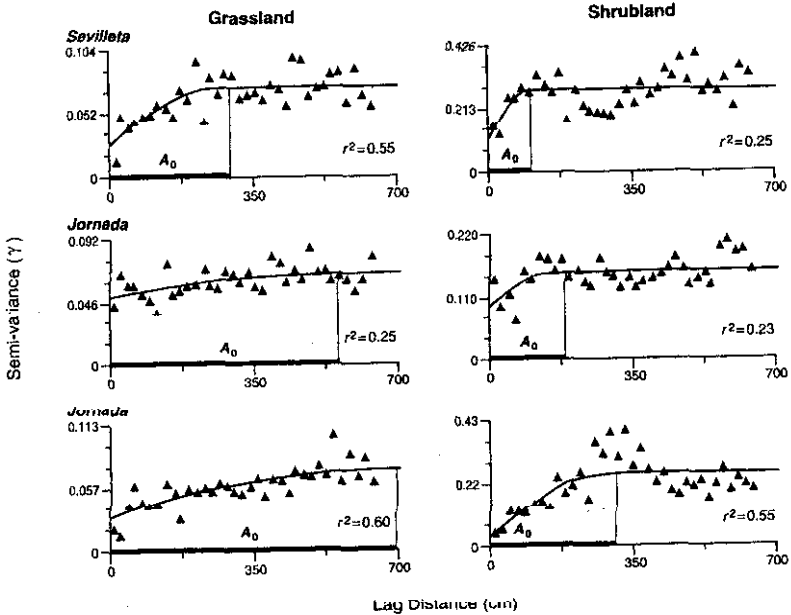 Grassland
Shrubland
Sevilleta
0.104
0.052
0
A₀
r²=0.55
0
350
700
0.426
0.213
0
A₀
r²=0.25
0
350
700
Jornada
0.092
0.046
0
A₀
r²=0.25
0
350
700
0.220
0.110
0
A₀
r²=0.23
0
350
700
Jornada
0.113
0.057
0
A₀
r²=0.60
0
350
700
0.43
0.22
0
A₀
r²=0.55
0
350
700
Semi-variance (γ)
Lag Distance (cm)